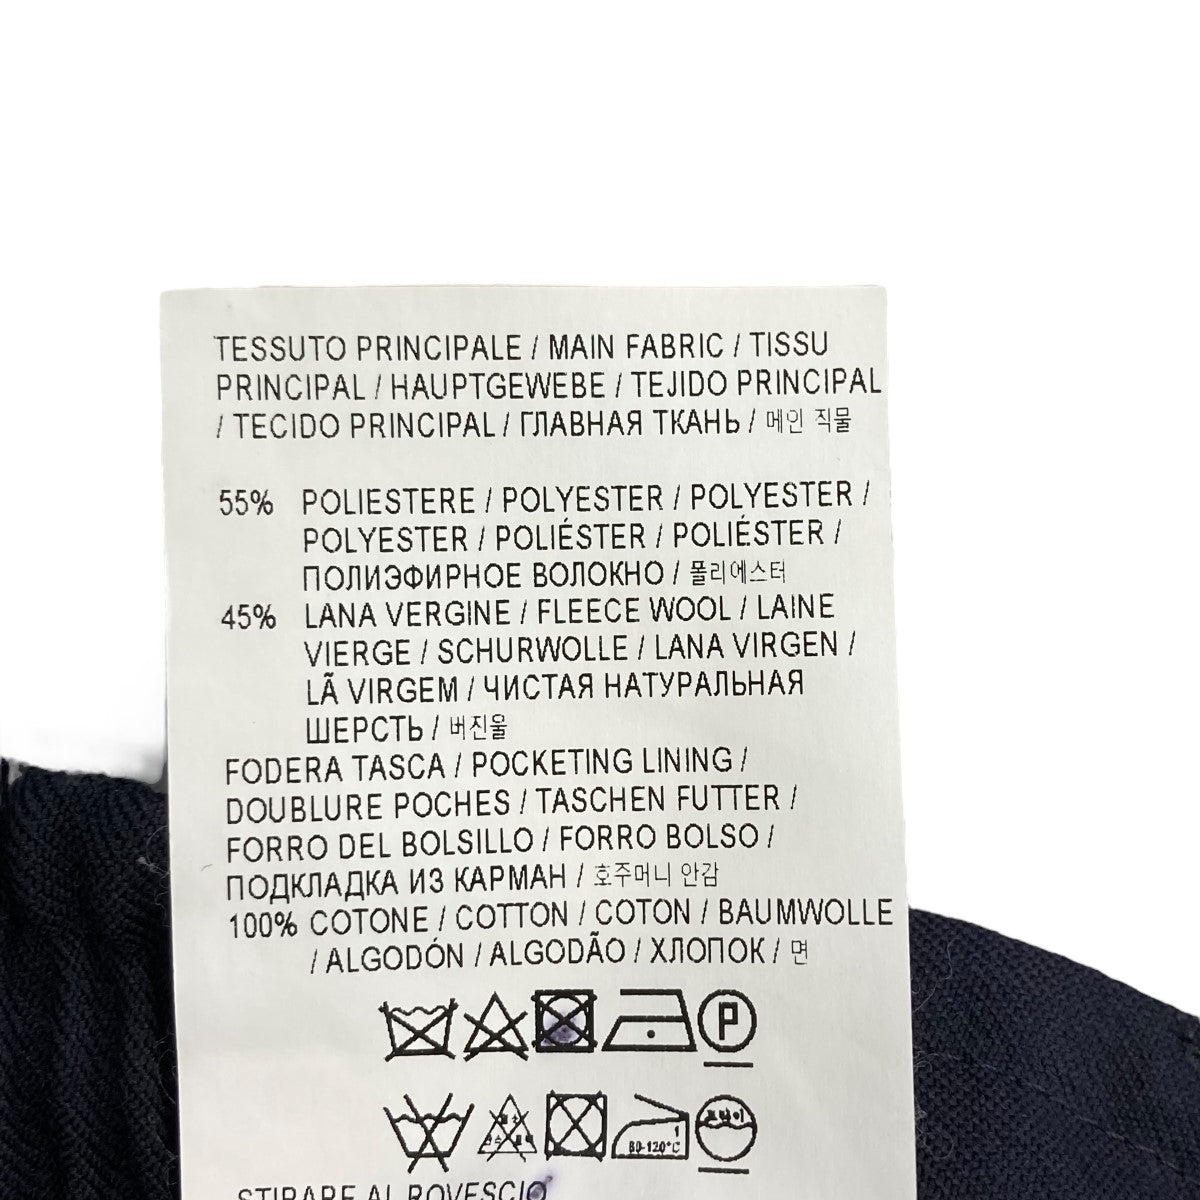 TESSUTO PRINCIPALE / MAIN FABRIC / TISSU
PRINCIPAL / HAUPTGEWEBE / TEJIDO PRINCIPAL
/ TECIDO PRINCIPAL / ГЛАВНАЯ ТКАНЬ / 메인 직물
55% POLIESTERE / POLYESTER / POLYESTER /
POLYESTER / POLIÉSTER / POLIÉSTER /
ПОЛИЭФИРНОЕ ВОЛОКНО / 폴리에스터
45% LANA VERGINE / FLEECE WOOL / LAINE
VIERGE / SCHURWOLLE / LANA VIRGEN /
LÃ VIRGEM / ЧИСТАЯ НАТУРАЛЬНАЯ
ШЕРСТЬ / 버진울
FODERA TASCA / POCKETING LINING /
DOUBLURE POCHES / TASCHEN FUTTER /
FORRO DEL BOLSILLO / FORRO BOLSO /
ПОДКЛАДКА ИЗ КАРМАН / 호주머니 안감
100% COTONE / COTTON / COTON / BAUMWOLLE
/ ALGODÓN / ALGODÃO / ХЛОПОК / 면
P
1
80-120°C
드라이
STIRARE AL ROVESCIO